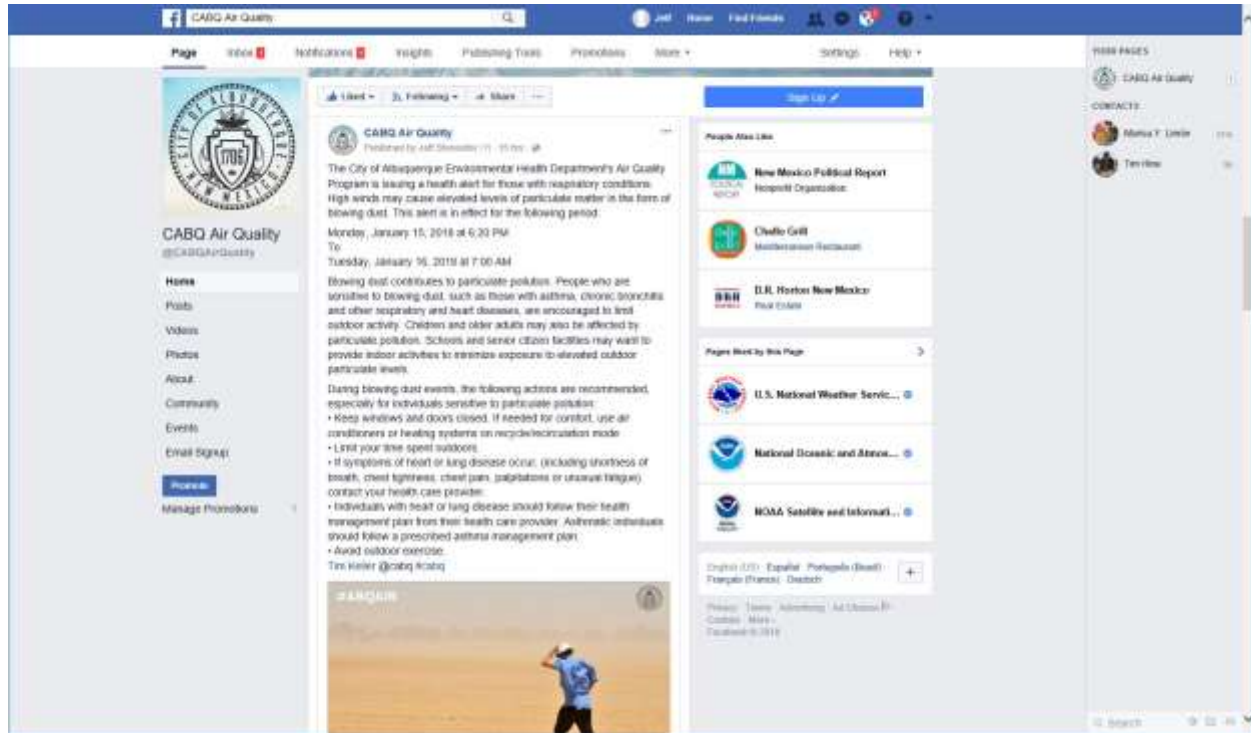 CABQ Air Quality
Jeff Home Find Friends
Page Inbox Notifications Insights Publishing Tools Promotions More Settings Help
CITY OF ALBUQUERQUE
1706
NEW MEXICO
CABQ Air Quality
@CABQAirQuality
Home
Posts
Videos
Photos
About
Community
Events
Email Signup
Promote
Manage Promotions
Liked Following Share
Sign Up
CABQ Air Quality
Published by Jeff
The City of Albuquerque Environmental Health Department's Air Quality
Program is issuing a health alert for those with respiratory conditions.
High winds may cause elevated levels of particulate matter in the form of
blowing dust. This alert is in effect for the following period.
Monday, January 15, 2018 at 6:20 PM
To
Tuesday, January 16, 2018 at 7:00 AM
Blowing dust contributes to particulate pollution. People who are
sensitive to blowing dust, such as those with asthma, chronic bronchitis
and other respiratory and heart diseases, are encouraged to limit
outdoor activity. Children and older adults may also be affected by
particulate pollution. Schools and senior citizen facilities may want to
provide indoor activities to minimize exposure to elevated outdoor
particulate levels.
During blowing dust events, the following actions are recommended,
especially for individuals sensitive to particulate pollution:
• Keep windows and doors closed. If needed for comfort, use air
conditioners or heating systems on recycle/recirculation mode
• Limit your time spent outdoors
• If symptoms of heart or lung disease occur, (including shortness of
breath, chest tightness, chest pain, palpitations or unusual fatigue)
contact your health care provider.
• Individuals with heart or lung disease should follow their health
management plan from their health care provider. Asthmatic individuals
should follow a prescribed asthma management plan.
• Avoid outdoor exercise.
Tim Keller @cabq #cabq
#ABQAIR
People Also Like
New Mexico Political Report
Nonprofit Organization
Grill
Mediterranean Restaurant
D.R. Horton New Mexico
Real Estate
Pages liked by this Page
U.S. National Weather Servic...
National Oceanic and Atmos...
NOAA Satellite and Informati...
English (US) Español Português (Brasil)
Français (France) Deutsch
Privacy Terms Advertising Ad Choices
Cookies More
Facebook © 2018
YOUR PAGES
CABQ Air Quality
CONTACTS
Tim
Search